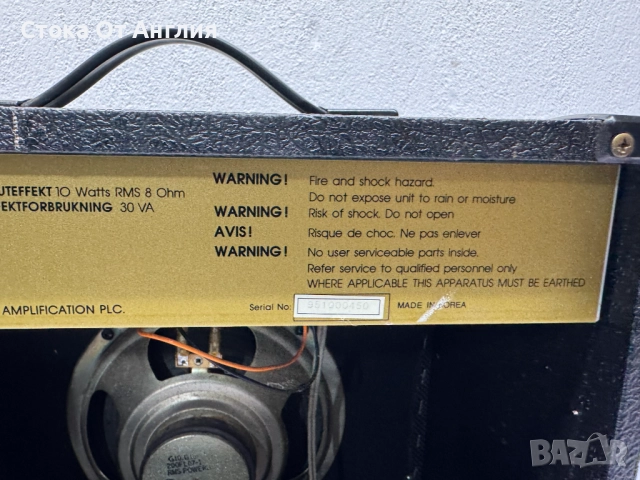 Стока От Англия
UTEFFEKT 10 Watts RMS 8 Ohm
EKTFORBRUKNING 30 VA
WARNING! Fire and shock hazard.
Do not expose unit to rain or moisture
WARNING! Risk of shock. Do not open
AVIS! Risque de choc. Ne pas enlever
WARNING! No user serviceable parts inside.
Refer service to qualified personnel only
WHERE APPLICABLE THIS APPARATUS MUST BE EARTHED
AMPLIFICATION PLC.
Serial No:
MADE IN KOREA
BAZAR